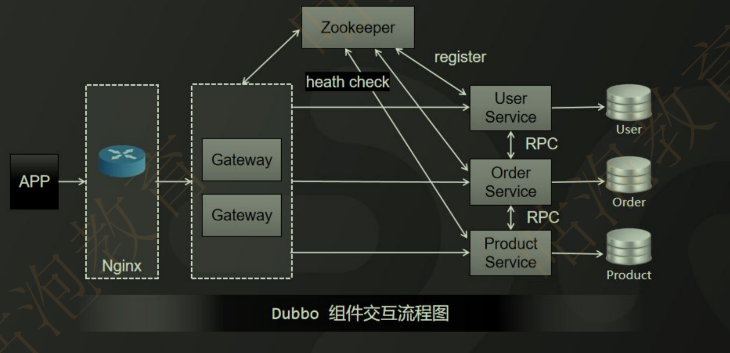 Zookeeper
register
heath check
User
Service
User
RPC
APP
Gateway
Order
Service
Order
Gateway
RPC
Product
Service
Product
Nginx
Dubbo 组件交互流程图